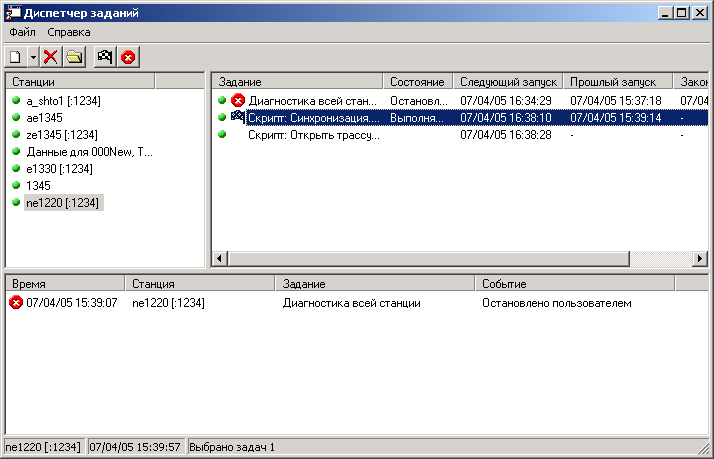 Диспетчер заданий
Файл Справка
Станции
a_shto1 [:1234]
ae1345
ze1345 [:1234]
Данные для 000New, T...
e1330 [:1234]
1345
ne1220 [:1234]
Задание Состояние Следующий запуск Прошлый запуск Закон
Диагностика всей стан... Остановл... 07/04/05 16:34:29 07/04/05 15:37:18 07/04
Скрипт: Синхронизация.... Выполня... 07/04/05 16:38:10 07/04/05 15:39:14 -
Скрипт: Открыть трассу... 07/04/05 16:38:28 - -
Время Станция Задание Событие
07/04/05 15:39:07 ne1220 [:1234] Диагностика всей станции Остановлено пользователем
ne1220 [:1234] 07/04/05 15:39:57 Выбрано задач 1